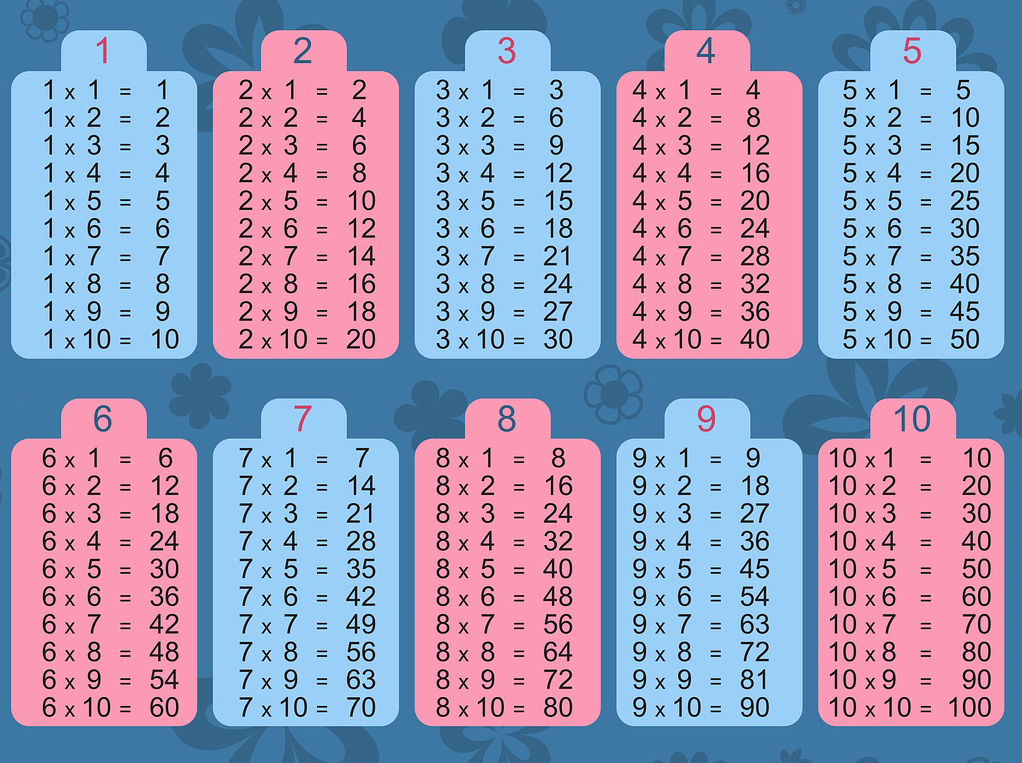 1
1 x 1 = 1
1 x 2 = 2
1 x 3 = 3
1 x 4 = 4
1 x 5 = 5
1 x 6 = 6
1 x 7 = 7
1 x 8 = 8
1 x 9 = 9
1 x 10 = 10
2
2 x 1 = 2
2 x 2 = 4
2 x 3 = 6
2 x 4 = 8
2 x 5 = 10
2 x 6 = 12
2 x 7 = 14
2 x 8 = 16
2 x 9 = 18
2 x 10 = 20
3
3 x 1 = 3
3 x 2 = 6
3 x 3 = 9
3 x 4 = 12
3 x 5 = 15
3 x 6 = 18
3 x 7 = 21
3 x 8 = 24
3 x 9 = 27
3 x 10 = 30
4
4 x 1 = 4
4 x 2 = 8
4 x 3 = 12
4 x 4 = 16
4 x 5 = 20
4 x 6 = 24
4 x 7 = 28
4 x 8 = 32
4 x 9 = 36
4 x 10 = 40
5
5 x 1 = 5
5 x 2 = 10
5 x 3 = 15
5 x 4 = 20
5 x 5 = 25
5 x 6 = 30
5 x 7 = 35
5 x 8 = 40
5 x 9 = 45
5 x 10 = 50
6
6 x 1 = 6
6 x 2 = 12
6 x 3 = 18
6 x 4 = 24
6 x 5 = 30
6 x 6 = 36
6 x 7 = 42
6 x 8 = 48
6 x 9 = 54
6 x 10 = 60
7
7 x 1 = 7
7 x 2 = 14
7 x 3 = 21
7 x 4 = 28
7 x 5 = 35
7 x 6 = 42
7 x 7 = 49
7 x 8 = 56
7 x 9 = 63
7 x 10 = 70
8
8 x 1 = 8
8 x 2 = 16
8 x 3 = 24
8 x 4 = 32
8 x 5 = 40
8 x 6 = 48
8 x 7 = 56
8 x 8 = 64
8 x 9 = 72
8 x 10 = 80
9
9 x 1 = 9
9 x 2 = 18
9 x 3 = 27
9 x 4 = 36
9 x 5 = 45
9 x 6 = 54
9 x 7 = 63
9 x 8 = 72
9 x 9 = 81
9 x 10 = 90
10
10 x 1 = 10
10 x 2 = 20
10 x 3 = 30
10 x 4 = 40
10 x 5 = 50
10 x 6 = 60
10 x 7 = 70
10 x 8 = 80
10 x 9 = 90
10 x 10 = 100